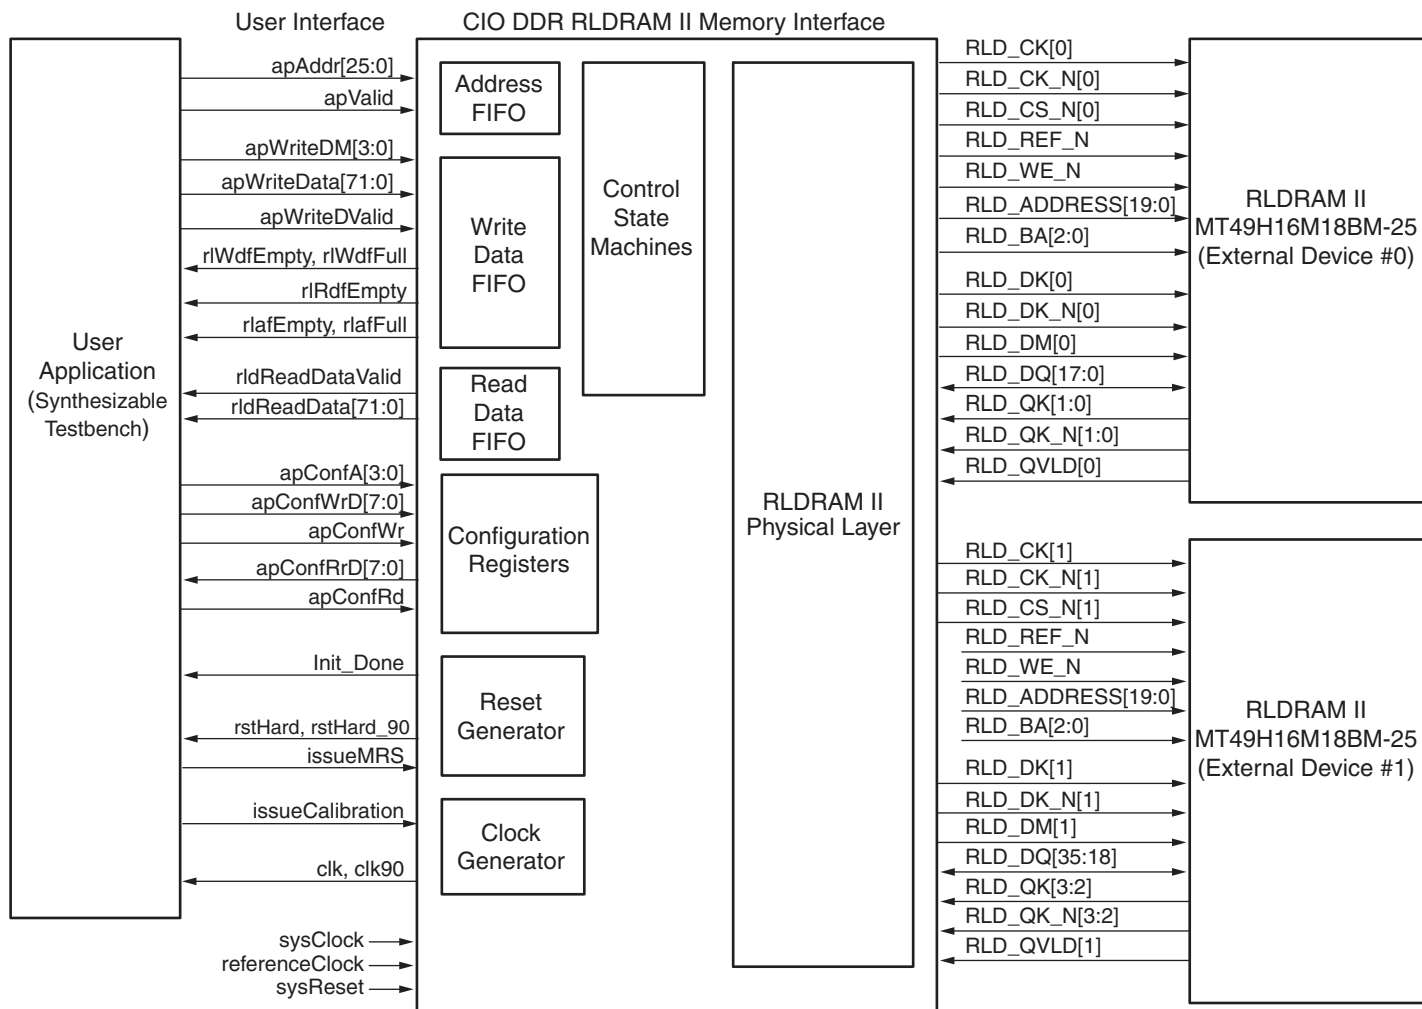 User Interface
CIO DDR RLDRAM II Memory Interface
apAddr[25:0]
apValid
apWriteDM[3:0]
apWriteData[71:0]
apWriteDValid
rlWdfEmpty, rlWdfFull
rlRdfEmpty
rlafEmpty, rlafFull
rldReadDataValid
rldReadData[71:0]
apConfA[3:0]
apConfWrD[7:0]
apConfWr
apConfRrD[7:0]
apConfRd
Init_Done
rstHard, rstHard_90
issueMRS
issueCalibration
clk, clk90
sysClock
referenceClock
sysReset
User
Application
(Synthesizable
Testbench)
Address
FIFO
Write
Data
FIFO
Read
Data
FIFO
Configuration
Registers
Reset
Generator
Clock
Generator
Control
State
Machines
RLDRAM II
Physical Layer
RLD_CK[0]
RLD_CK_N[0]
RLD_CS_N[0]
RLD_REF_N
RLD_WE_N
RLD_ADDRESS[19:0]
RLD_BA[2:0]
RLD_DK[0]
RLD_DK_N[0]
RLD_DM[0]
RLD_DQ[17:0]
RLD_QK[1:0]
RLD_QK_N[1:0]
RLD_QVLD[0]
RLDRAM II
MT49H16M18BM-25
(External Device #0)
RLD_CK[1]
RLD_CK_N[1]
RLD_CS_N[1]
RLD_REF_N
RLD_WE_N
RLD_ADDRESS[19:0]
RLD_BA[2:0]
RLD_DK[1]
RLD_DK_N[1]
RLD_DM[1]
RLD_DQ[35:18]
RLD_QK[3:2]
RLD_QK_N[3:2]
RLD_QVLD[1]
RLDRAM II
MT49H16M18BM-25
(External Device #1)